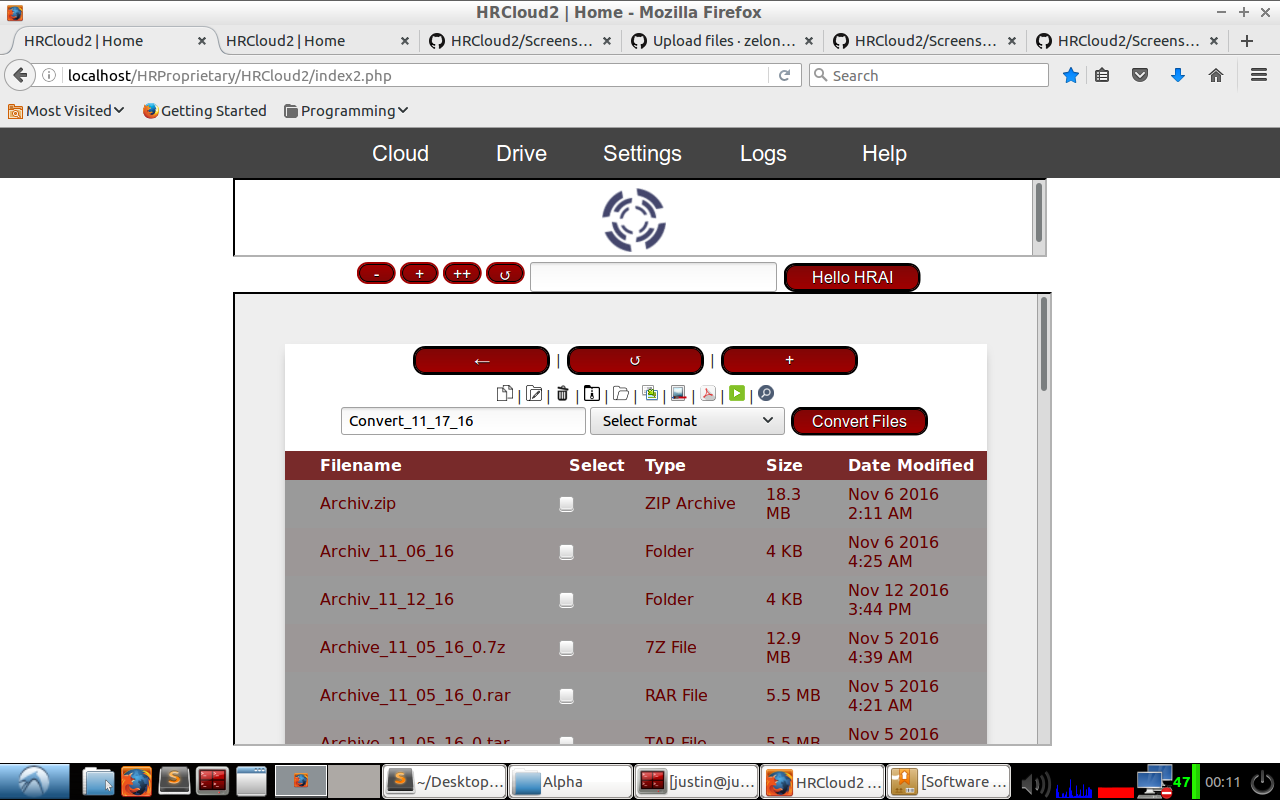 HRCloud2 | Home - Mozilla Firefox
HRCloud2 | Home
HRCloud2 | Home
HRCloud2/Screens...
Upload files · zelon...
HRCloud2/Screens...
HRCloud2/Screens...
localhost/HRProprietary/HRCloud2/index2.php
Search
Most Visited
Getting Started
Programming
Cloud Drive Settings Logs Help
- + ++ ↺ Hello HRAI
← | ↺ | +
| | | | | | | | |
Convert_11_17_16 Select Format Convert Files
Filename Select Type Size Date Modified
Archiv.zip ZIP Archive 18.3 MB Nov 6 2016 2:11 AM
Archiv_11_06_16 Folder 4 KB Nov 6 2016 4:25 AM
Archiv_11_12_16 Folder 4 KB Nov 12 2016 3:44 PM
Archive_11_05_16_0.7z 7Z File 12.9 MB Nov 5 2016 4:39 AM
Archive_11_05_16_0.rar RAR File 5.5 MB Nov 5 2016 4:21 AM
Archive_11_05_16_0.tar TAR File 5.5 MB Nov 5 2016
~/Desktop...
Alpha
[justin@ju...
HRCloud2 ...
[Software ...
47
00:11